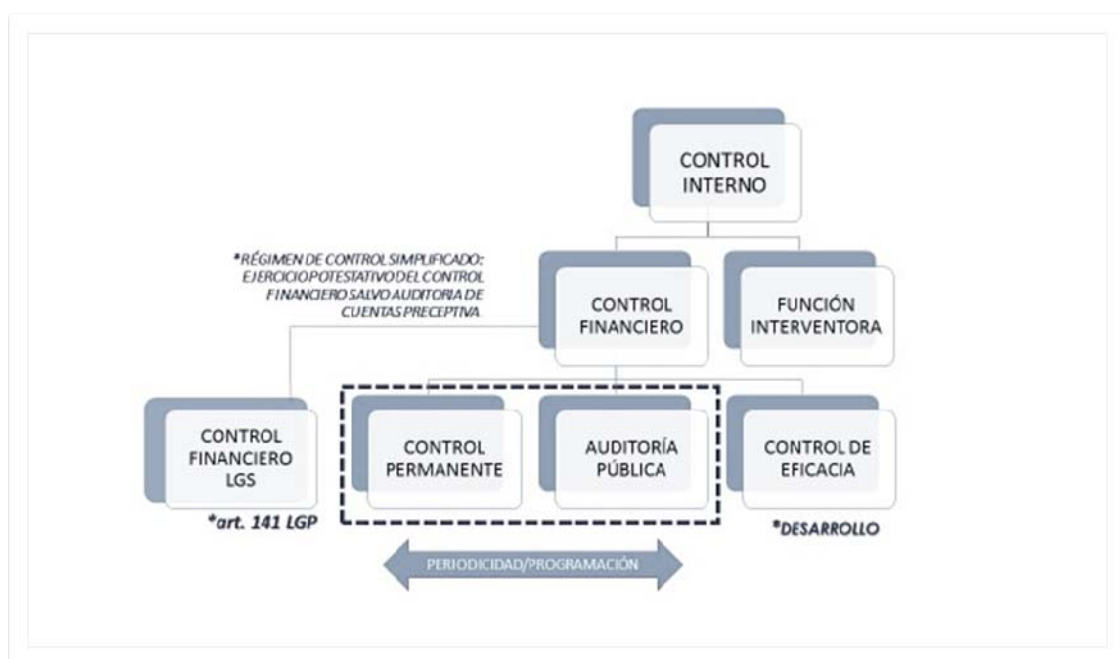 CONTROL
INTERNO
*RÉGIMEN DE CONTROL SIMPLIFICADO:
EJERCICIO POTESTATIVO DEL CONTROL
FINANCIERO SALVO AUDITORIA DE
CUENTAS PRECEPTIVA
CONTROL
FINANCIERO
FUNCIÓN
INTERVENTORA
CONTROL
FINANCIERO
LGS
*art. 141 LGP
CONTROL
PERMANENTE
AUDITORÍA
PÚBLICA
CONTROL DE
EFICACIA
*DESARROLLO
PERIODICIDAD/PROGRAMACIÓN